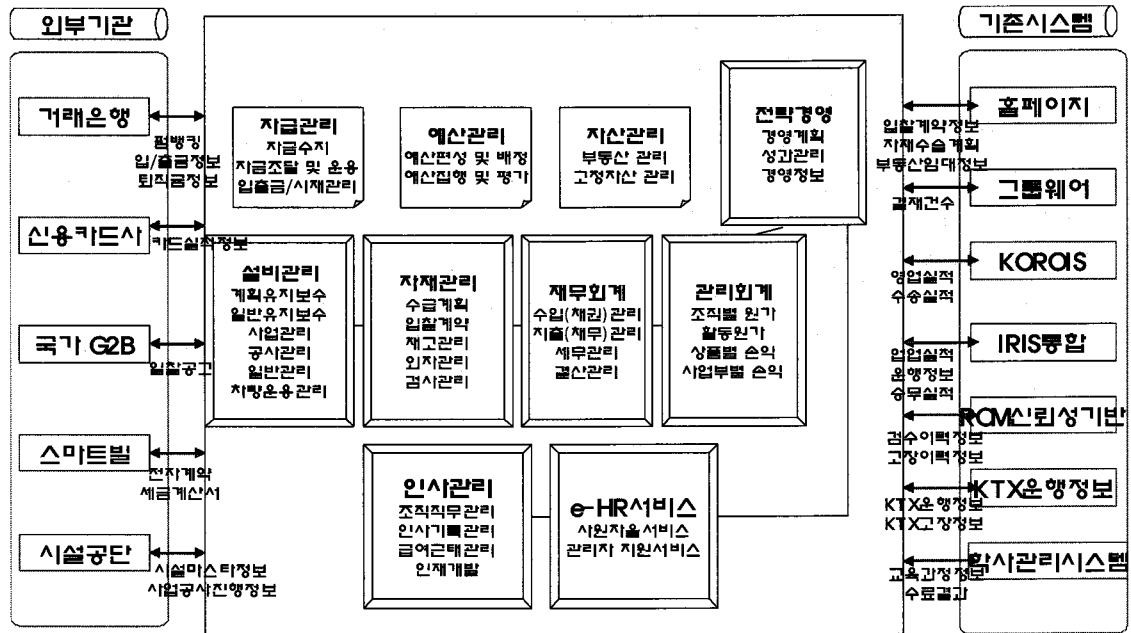 외부기관
거래은행
펌뱅킹
입/출금정보
퇴직금정보
신용카드사
카드실적정보
국가 G2B
입찰공고
스마트빌
전자계약
세금계산서
시설공단
시설마스타정보
사업공사진행정보
자금관리
자금수지
자금조달 및 운용
입출금/시재관리
예산관리
예산편성 및 배정
예산집행 및 평가
자산관리
부동산 관리
고정자산 관리
전략경영
경영계획
성과관리
경영정보
설비관리
계획유지보수
일반유지보수
사업관리
공사관리
일반관리
차량운용관리
자재관리
수급계획
입찰계약
재고관리
외자관리
검사관리
재무회계
수입(채권)관리
지출(채무)관리
세무관리
결산관리
관리회계
조직별 원가
활동원가
상품별 손익
사업부별 손익
인사관리
조직직무관리
인사기록관리
급여근태관리
인재개발
e-HR서비스
사원자율서비스
관리자 지원서비스
기존시스템
홈페이지
입찰계약정보
자재수출계획
부동산임대정보
그룹웨어
결재건수
KOROIS
영업실적
수송실적
IRIS통합
업업실적
운행정보
승무실적
RCM신뢰성기반
검수이력정보
고장이력정보
KTX운행정보
KTX운행정보
KTX고장정보
학사관리시스템
교육과정정보
수료결과